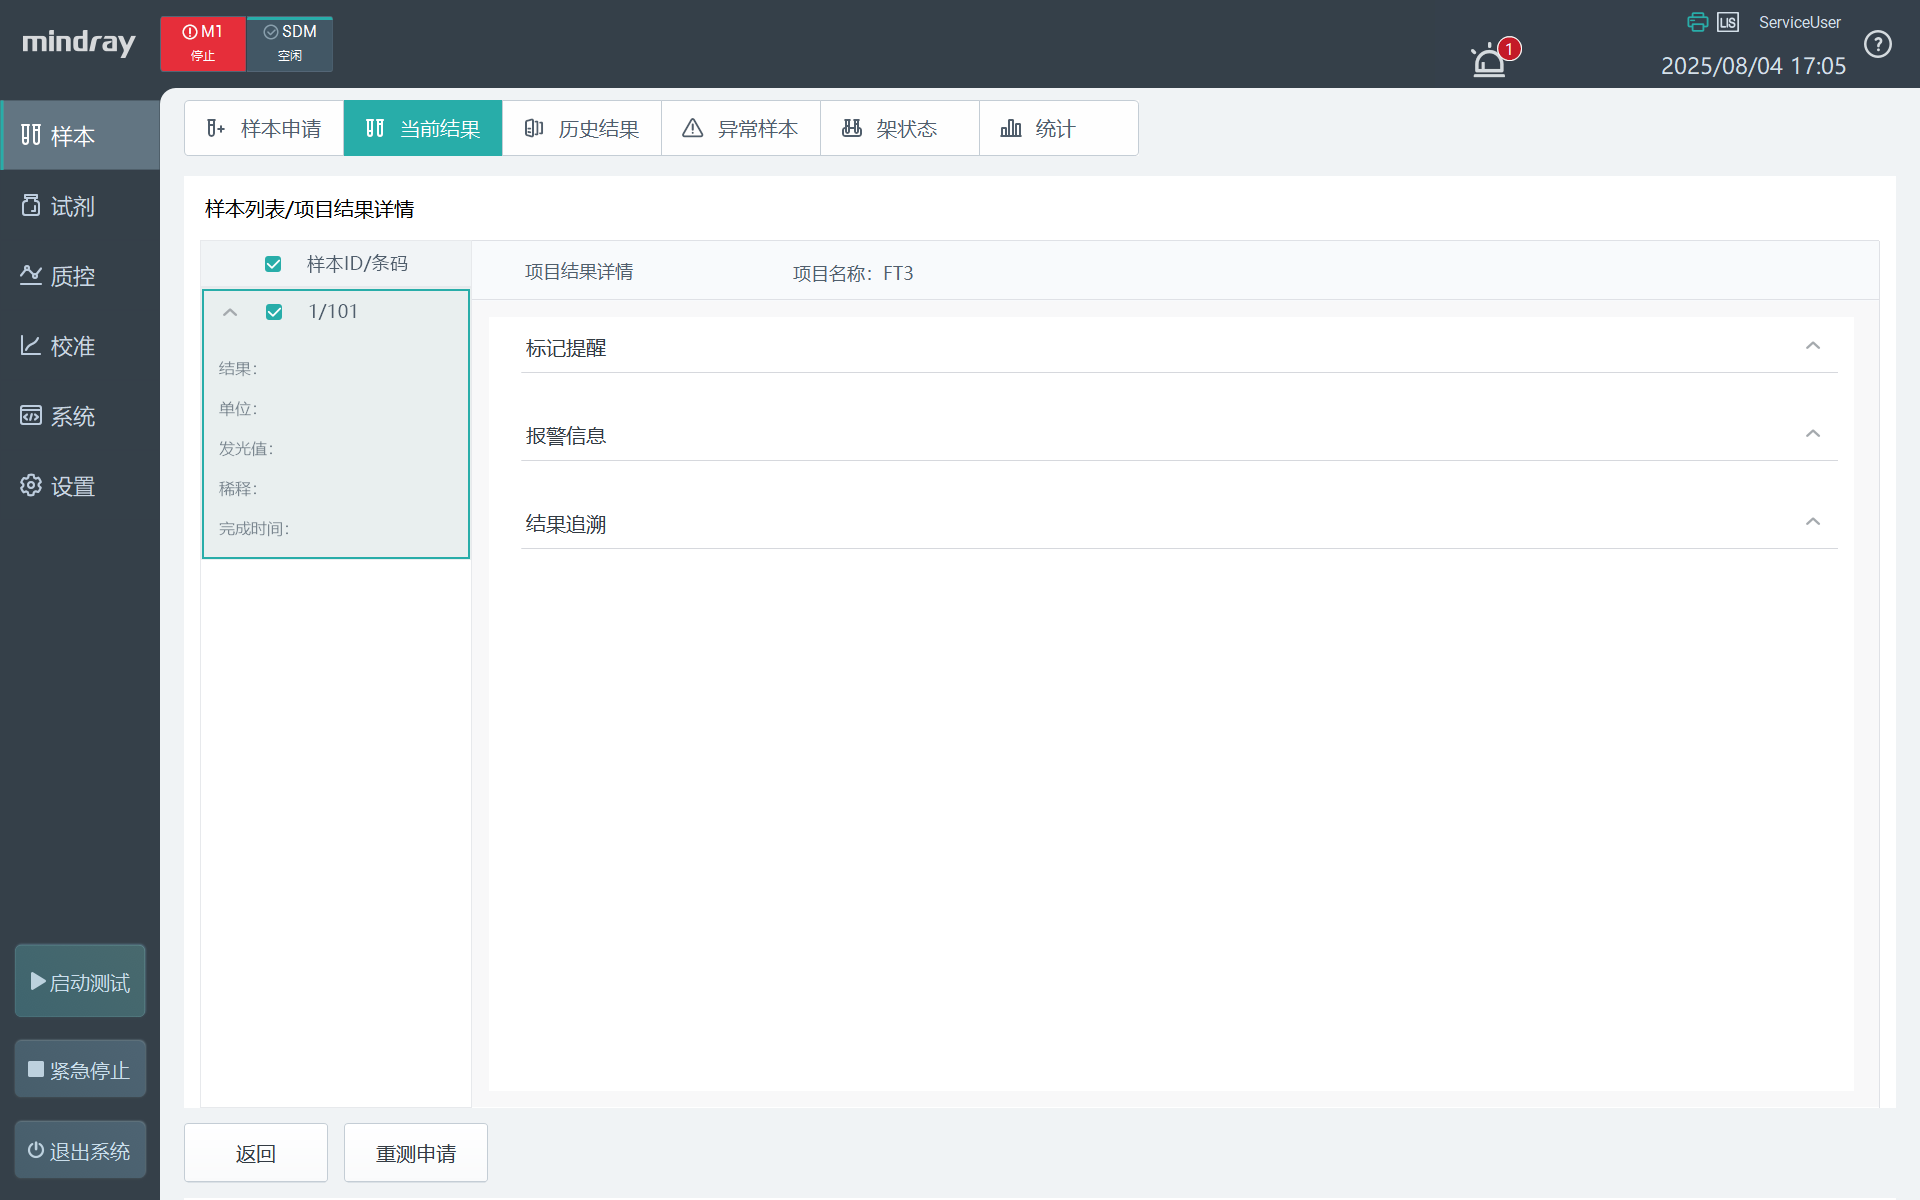 mindray
M1
停止
SDM
空闲
1
LIS
ServiceUser
2025/08/04 17:05
?
样本
试剂
质控
校准
系统
设置
启动测试
紧急停止
退出系统
样本申请
当前结果
历史结果
异常样本
架状态
统计
样本列表/项目结果详情
样本ID/条码
1/101
结果:
单位:
发光值:
稀释:
完成时间:
项目结果详情
项目名称: FT3
标记提醒
报警信息
结果追溯
返回
重测申请